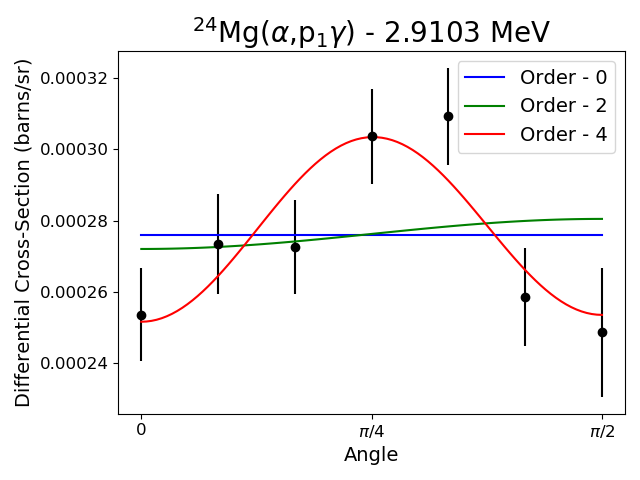 ²⁴Mg(α,p₁γ) - 2.9103 MeV
Differential Cross-Section (barns/sr)
0.00032
0.00030
0.00028
0.00026
0.00024
Order - 0
Order - 2
Order - 4
0
π/4
π/2
Angle